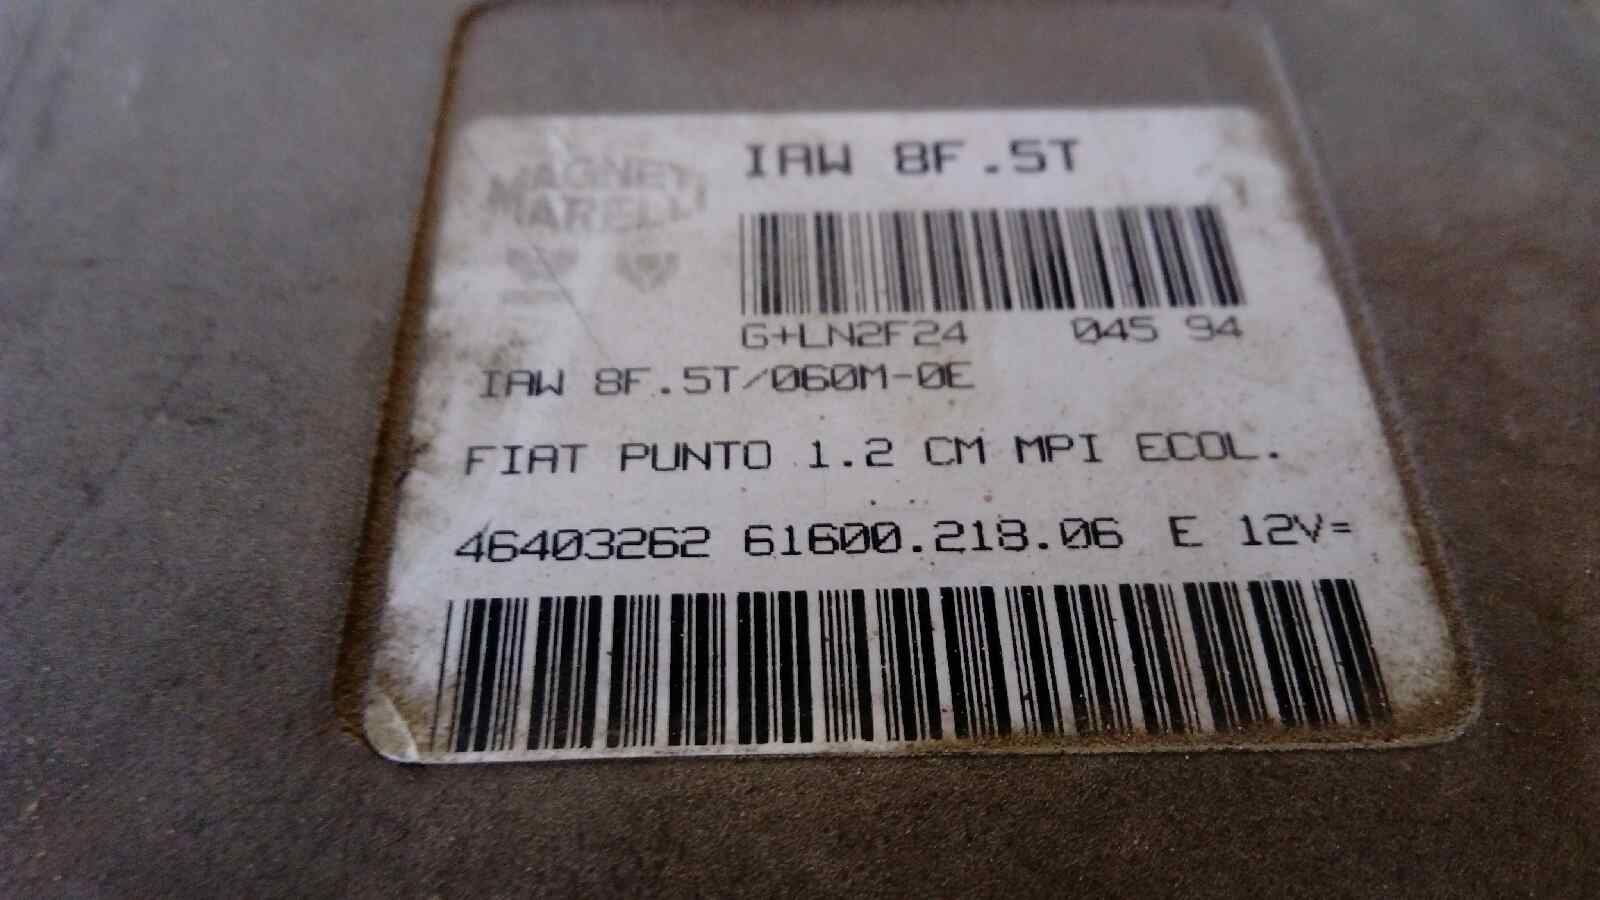 IAW 8F.5T
MAGNETI
MARELLI
G+LN2F24 045 94
IAW 8F.5T/060M-0E
FIAT PUNTO 1.2 CM MPI ECOL.
46403262 61600.218.06 E 12V=